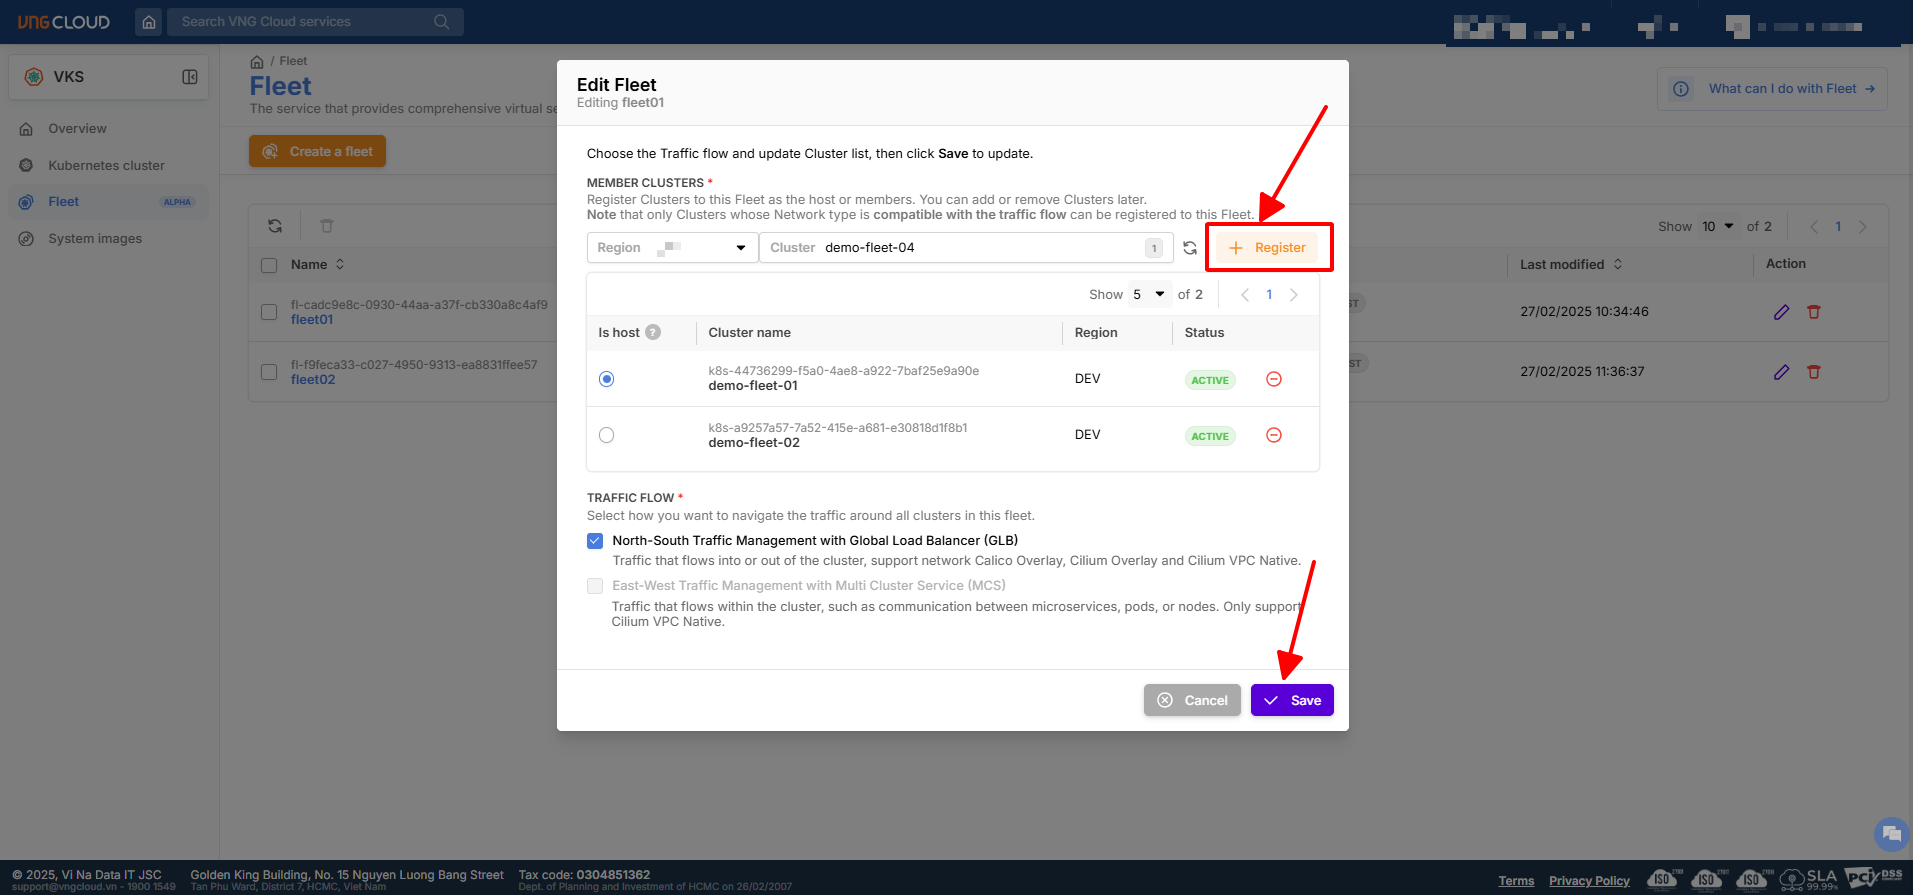 VNG CLOUD
Search VNG Cloud services
VKS
Overview
Kubernetes cluster
Fleet
ALPHA
System images
/ Fleet
Fleet
The service that provides comprehensive virtual se
What can I do with Fleet
Create a fleet
Show 10 of 2
1
Name
Last modified
Action
fl-cadc9e8c-0930-44aa-a37f-cb330a8c4af9
fleet01
ST
27/02/2025 10:34:46
fl-f9feca33-c027-4950-9313-ea8831ffee57
fleet02
ST
27/02/2025 11:36:37
Edit Fleet
Editing fleet01
Choose the Traffic flow and update Cluster list, then click Save to update.
MEMBER CLUSTERS *
Register Clusters to this Fleet as the host or members. You can add or remove Clusters later.
Note that only Clusters whose Network type is compatible with the traffic flow can be registered to this Fleet.
Region
Cluster demo-fleet-04
1
Register
Show 5 of 2
1
Is host ?
Cluster name
Region
Status
k8s-44736299-f5a0-4ae8-a922-7baf25e9a90e
demo-fleet-01
DEV
ACTIVE
k8s-a9257a57-7a52-415e-a681-e30818d1f8b1
demo-fleet-02
DEV
ACTIVE
TRAFFIC FLOW *
Select how you want to navigate the traffic around all clusters in this fleet.
North-South Traffic Management with Global Load Balancer (GLB)
Traffic that flows into or out of the cluster, support network Calico Overlay, Cilium Overlay and Cilium VPC Native.
East-West Traffic Management with Multi Cluster Service (MCS)
Traffic that flows within the cluster, such as communication between microservices, pods, or nodes. Only support
Cilium VPC Native.
Cancel
Save
© 2025, Vi Na Data IT JSC
support@vngcloud.vn - 1900 1549
Golden King Building, No. 15 Nguyen Luong Bang Street
Tan Phu Ward, District 7, HCMC, Viet Nam
Tax code: 0304851362
Dept. of Planning and Investment of HCMC on 26/02/2007
Terms
Privacy Policy
ISO
ISO
ISO
SLA
99.99%
PCI DSS